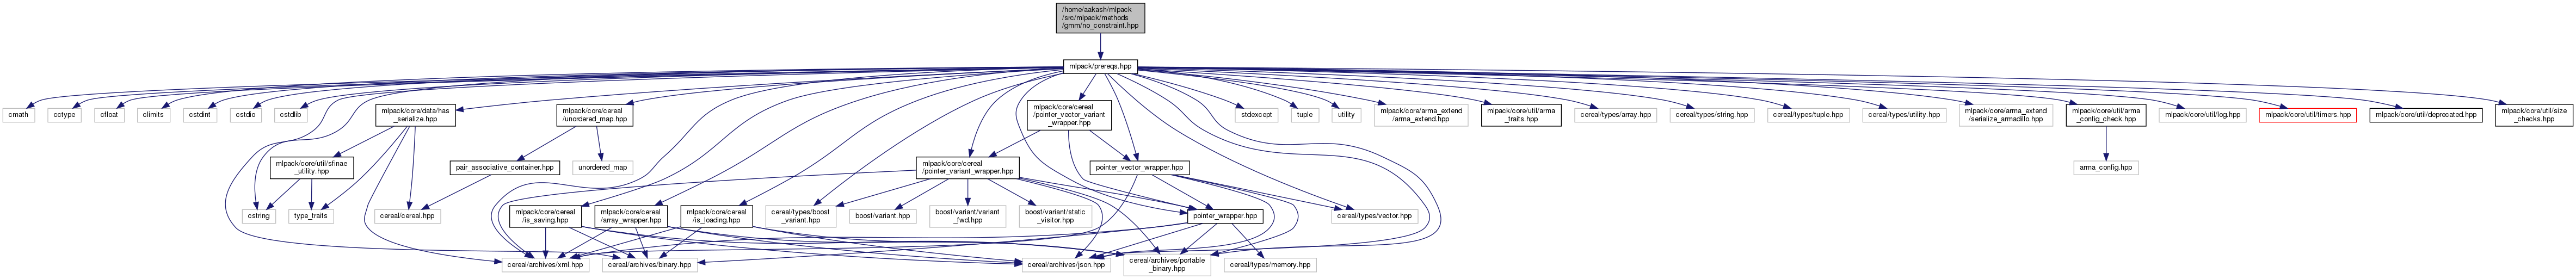 /home/aakash/mlpack
/src/mlpack/methods
/gmm/no_constraint.hpp
mlpack/prereqs.hpp
cmath
cctype
cfloat
climits
cstdint
cstdio
cstdlib
mlpack/core/data/has
_serialize.hpp
mlpack/core/cereal
/unordered_map.hpp
mlpack/core/cereal
/pointer_vector_variant
_wrapper.hpp
stdexcept
tuple
utility
mlpack/core/arma_extend
/arma_extend.hpp
mlpack/core/util/arma
_traits.hpp
cereal/types/array.hpp
cereal/types/string.hpp
cereal/types/tuple.hpp
cereal/types/utility.hpp
mlpack/core/arma_extend
/serialize_armadillo.hpp
mlpack/core/util/arma
_config_check.hpp
mlpack/core/util/log.hpp
mlpack/core/util/timers.hpp
mlpack/core/util/deprecated.hpp
mlpack/core/util/size
_checks.hpp
mlpack/core/util/sfinae
_utility.hpp
pair_associative_container.hpp
unordered_map
mlpack/core/cereal
/pointer_variant_wrapper.hpp
pointer_vector_wrapper.hpp
arma_config.hpp
cstring
type_traits
cereal/cereal.hpp
mlpack/core/cereal
/is_saving.hpp
mlpack/core/cereal
/array_wrapper.hpp
mlpack/core/cereal
/is_loading.hpp
cereal/types/boost
_variant.hpp
boost/variant.hpp
boost/variant/variant
_fwd.hpp
boost/variant/static
_visitor.hpp
pointer_wrapper.hpp
cereal/types/vector.hpp
cereal/archives/xml.hpp
cereal/archives/binary.hpp
cereal/archives/json.hpp
cereal/archives/portable
_binary.hpp
cereal/types/memory.hpp